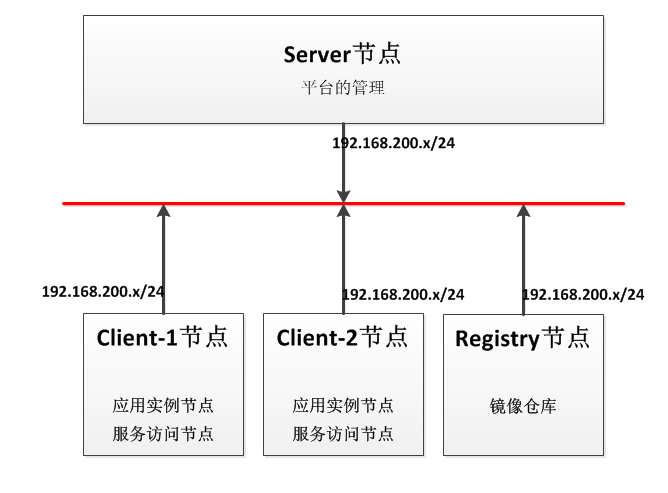 Server节点
平台的管理
192.168.200.x/24
192.168.200.x/24
192.168.200.x/24
192.168.200.x/24
Client-1节点
应用实例节点
服务访问节点
Client-2节点
应用实例节点
服务访问节点
Registry节点
镜像仓库